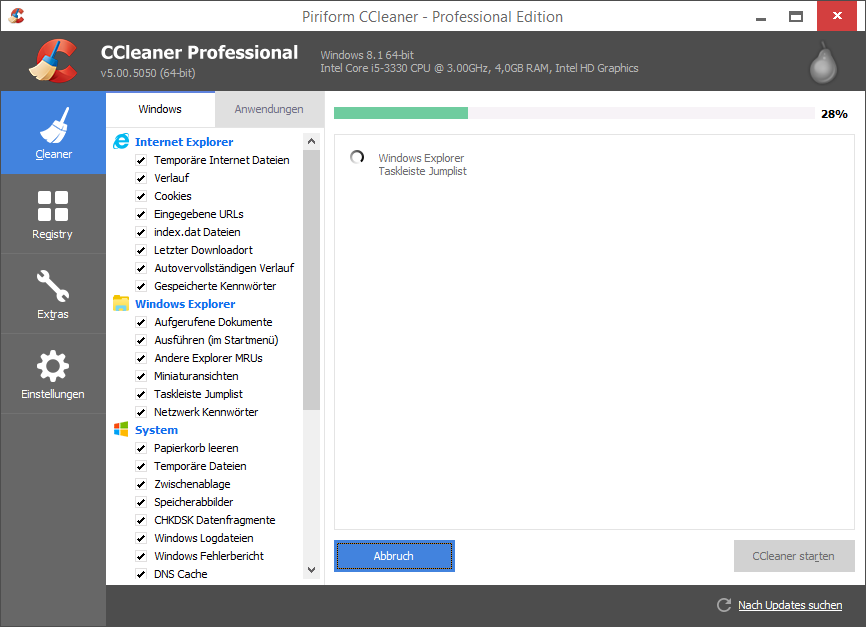 Piriform CCleaner - Professional Edition
CCleaner Professional
v5.00.5050 (64-bit)
Windows 8.1 64-bit
Intel Core i5-3330 CPU @ 3.00GHz, 4,0GB RAM, Intel HD Graphics
Cleaner
Registry
Extras
Einstellungen
Windows
Anwendungen
Internet Explorer
Temporäre Internet Dateien
Verlauf
Cookies
Eingegebene URLs
index.dat Dateien
Letzter Downloadort
Autovervollständigen Verlauf
Gespeicherte Kennwörter
Windows Explorer
Aufgerufene Dokumente
Ausführen (im Startmenü)
Andere Explorer MRUs
Miniaturansichten
Taskleiste Jumplist
Netzwerk Kennwörter
System
Papierkorb leeren
Temporäre Dateien
Zwischenablage
Speicherabbilder
CHKDSK Datenfragmente
Windows Logdateien
Windows Fehlerbericht
DNS Cache
28%
Windows Explorer
Taskleiste Jumplist
Abbruch
CCleaner starten
Nach Updates suchen